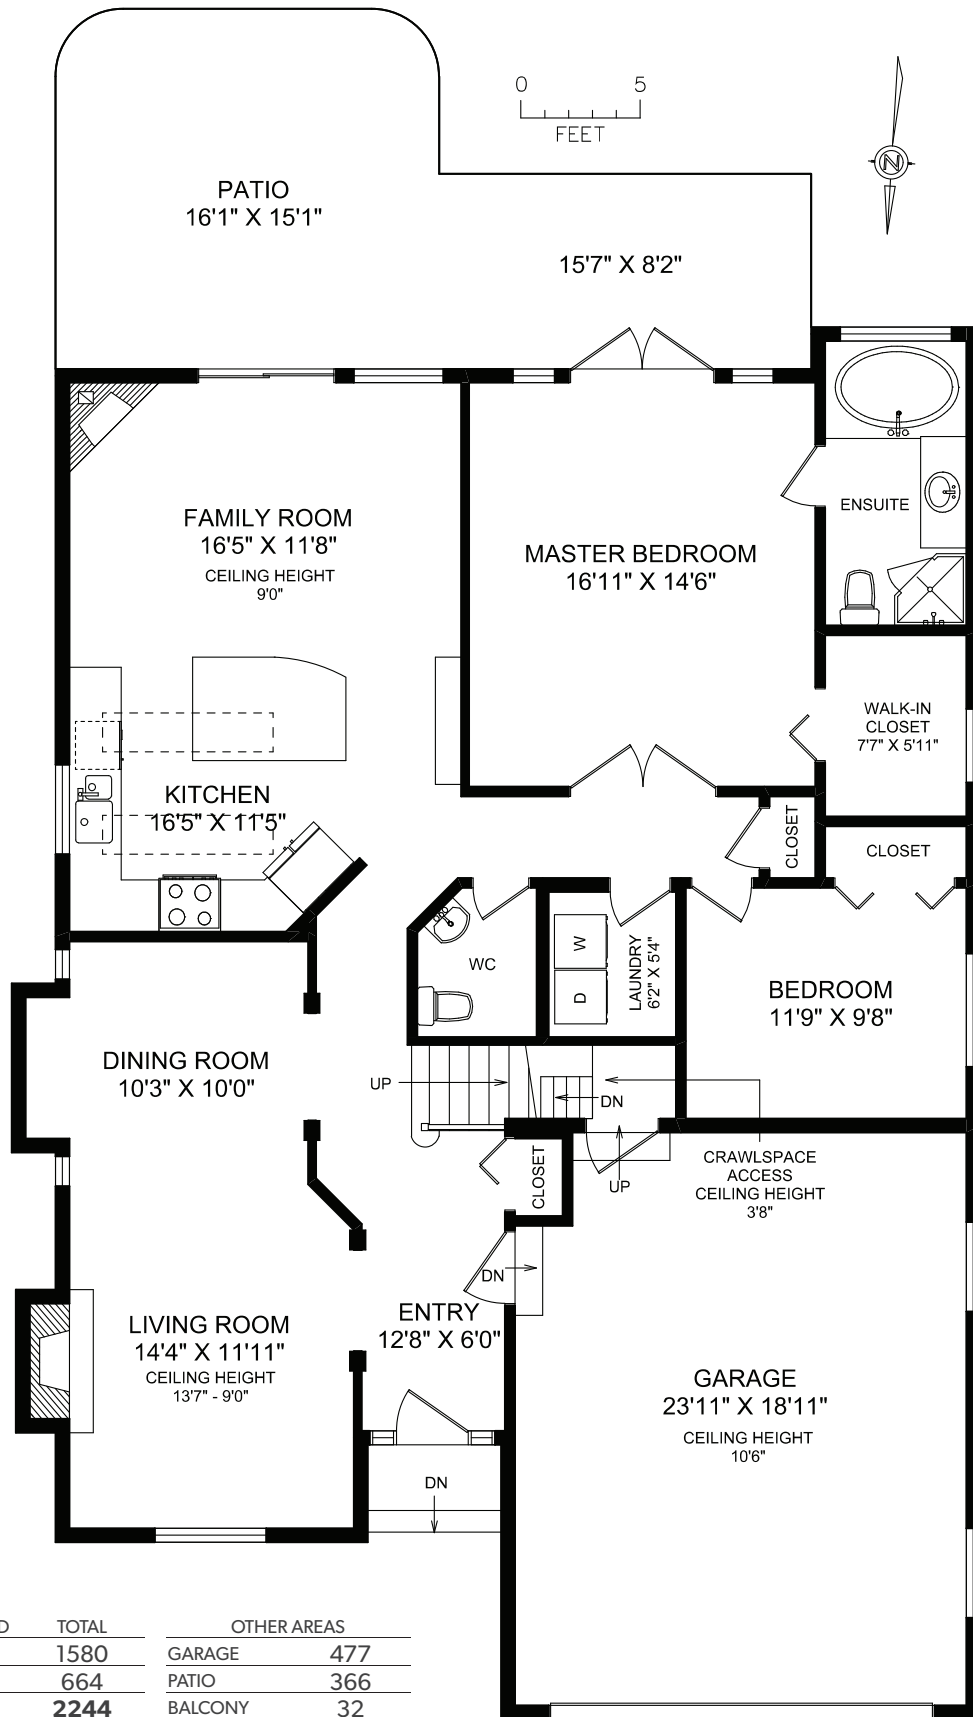 0 5
FEET
N
PATIO
16'1" X 15'1"
15'7" X 8'2"
ENSUITE
FAMILY ROOM
16'5" X 11'8"
CEILING HEIGHT
9'0"
MASTER BEDROOM
16'11" X 14'6"
WALK-IN
CLOSET
7'7" X 5'11"
KITCHEN
16'5" X 11'5"
CLOSET
CLOSET
WC
W
D
LAUNDRY
6'2" X 5'4"
BEDROOM
11'9" X 9'8"
DINING ROOM
10'3" X 10'0"
UP
DN
CLOSET
UP
CRAWLSPACE
ACCESS
CEILING HEIGHT
3'8"
DN
ENTRY
12'8" X 6'0"
LIVING ROOM
14'4" X 11'11"
CEILING HEIGHT
13'7" - 9'0"
GARAGE
23'11" X 18'11"
CEILING HEIGHT
10'6"
DN
TOTAL
1580
664
2244
OTHER AREAS
GARAGE 477
PATIO 366
BALCONY 32